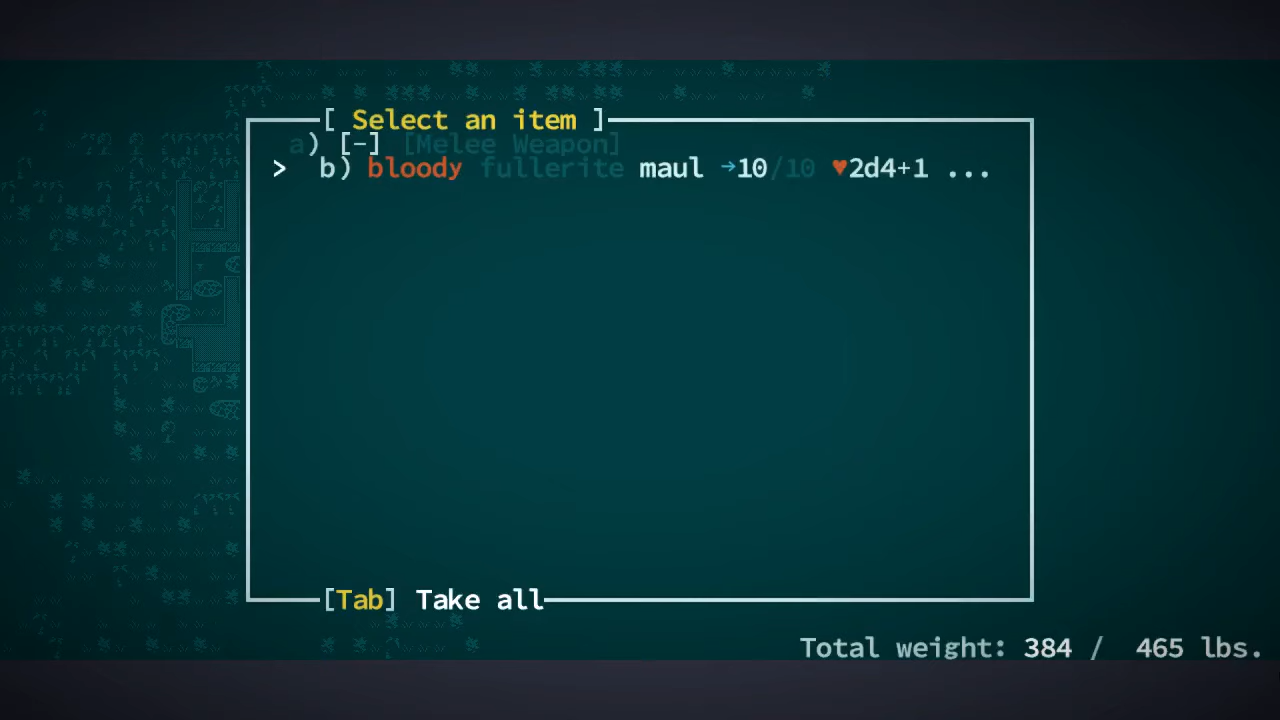 [ Select an item ]
a) [-] [Melee Weapon]
> b) bloody fullerite maul →10/10 ♥2d4+1 ...
[Tab] Take all
Total weight: 384 / 465 lbs.